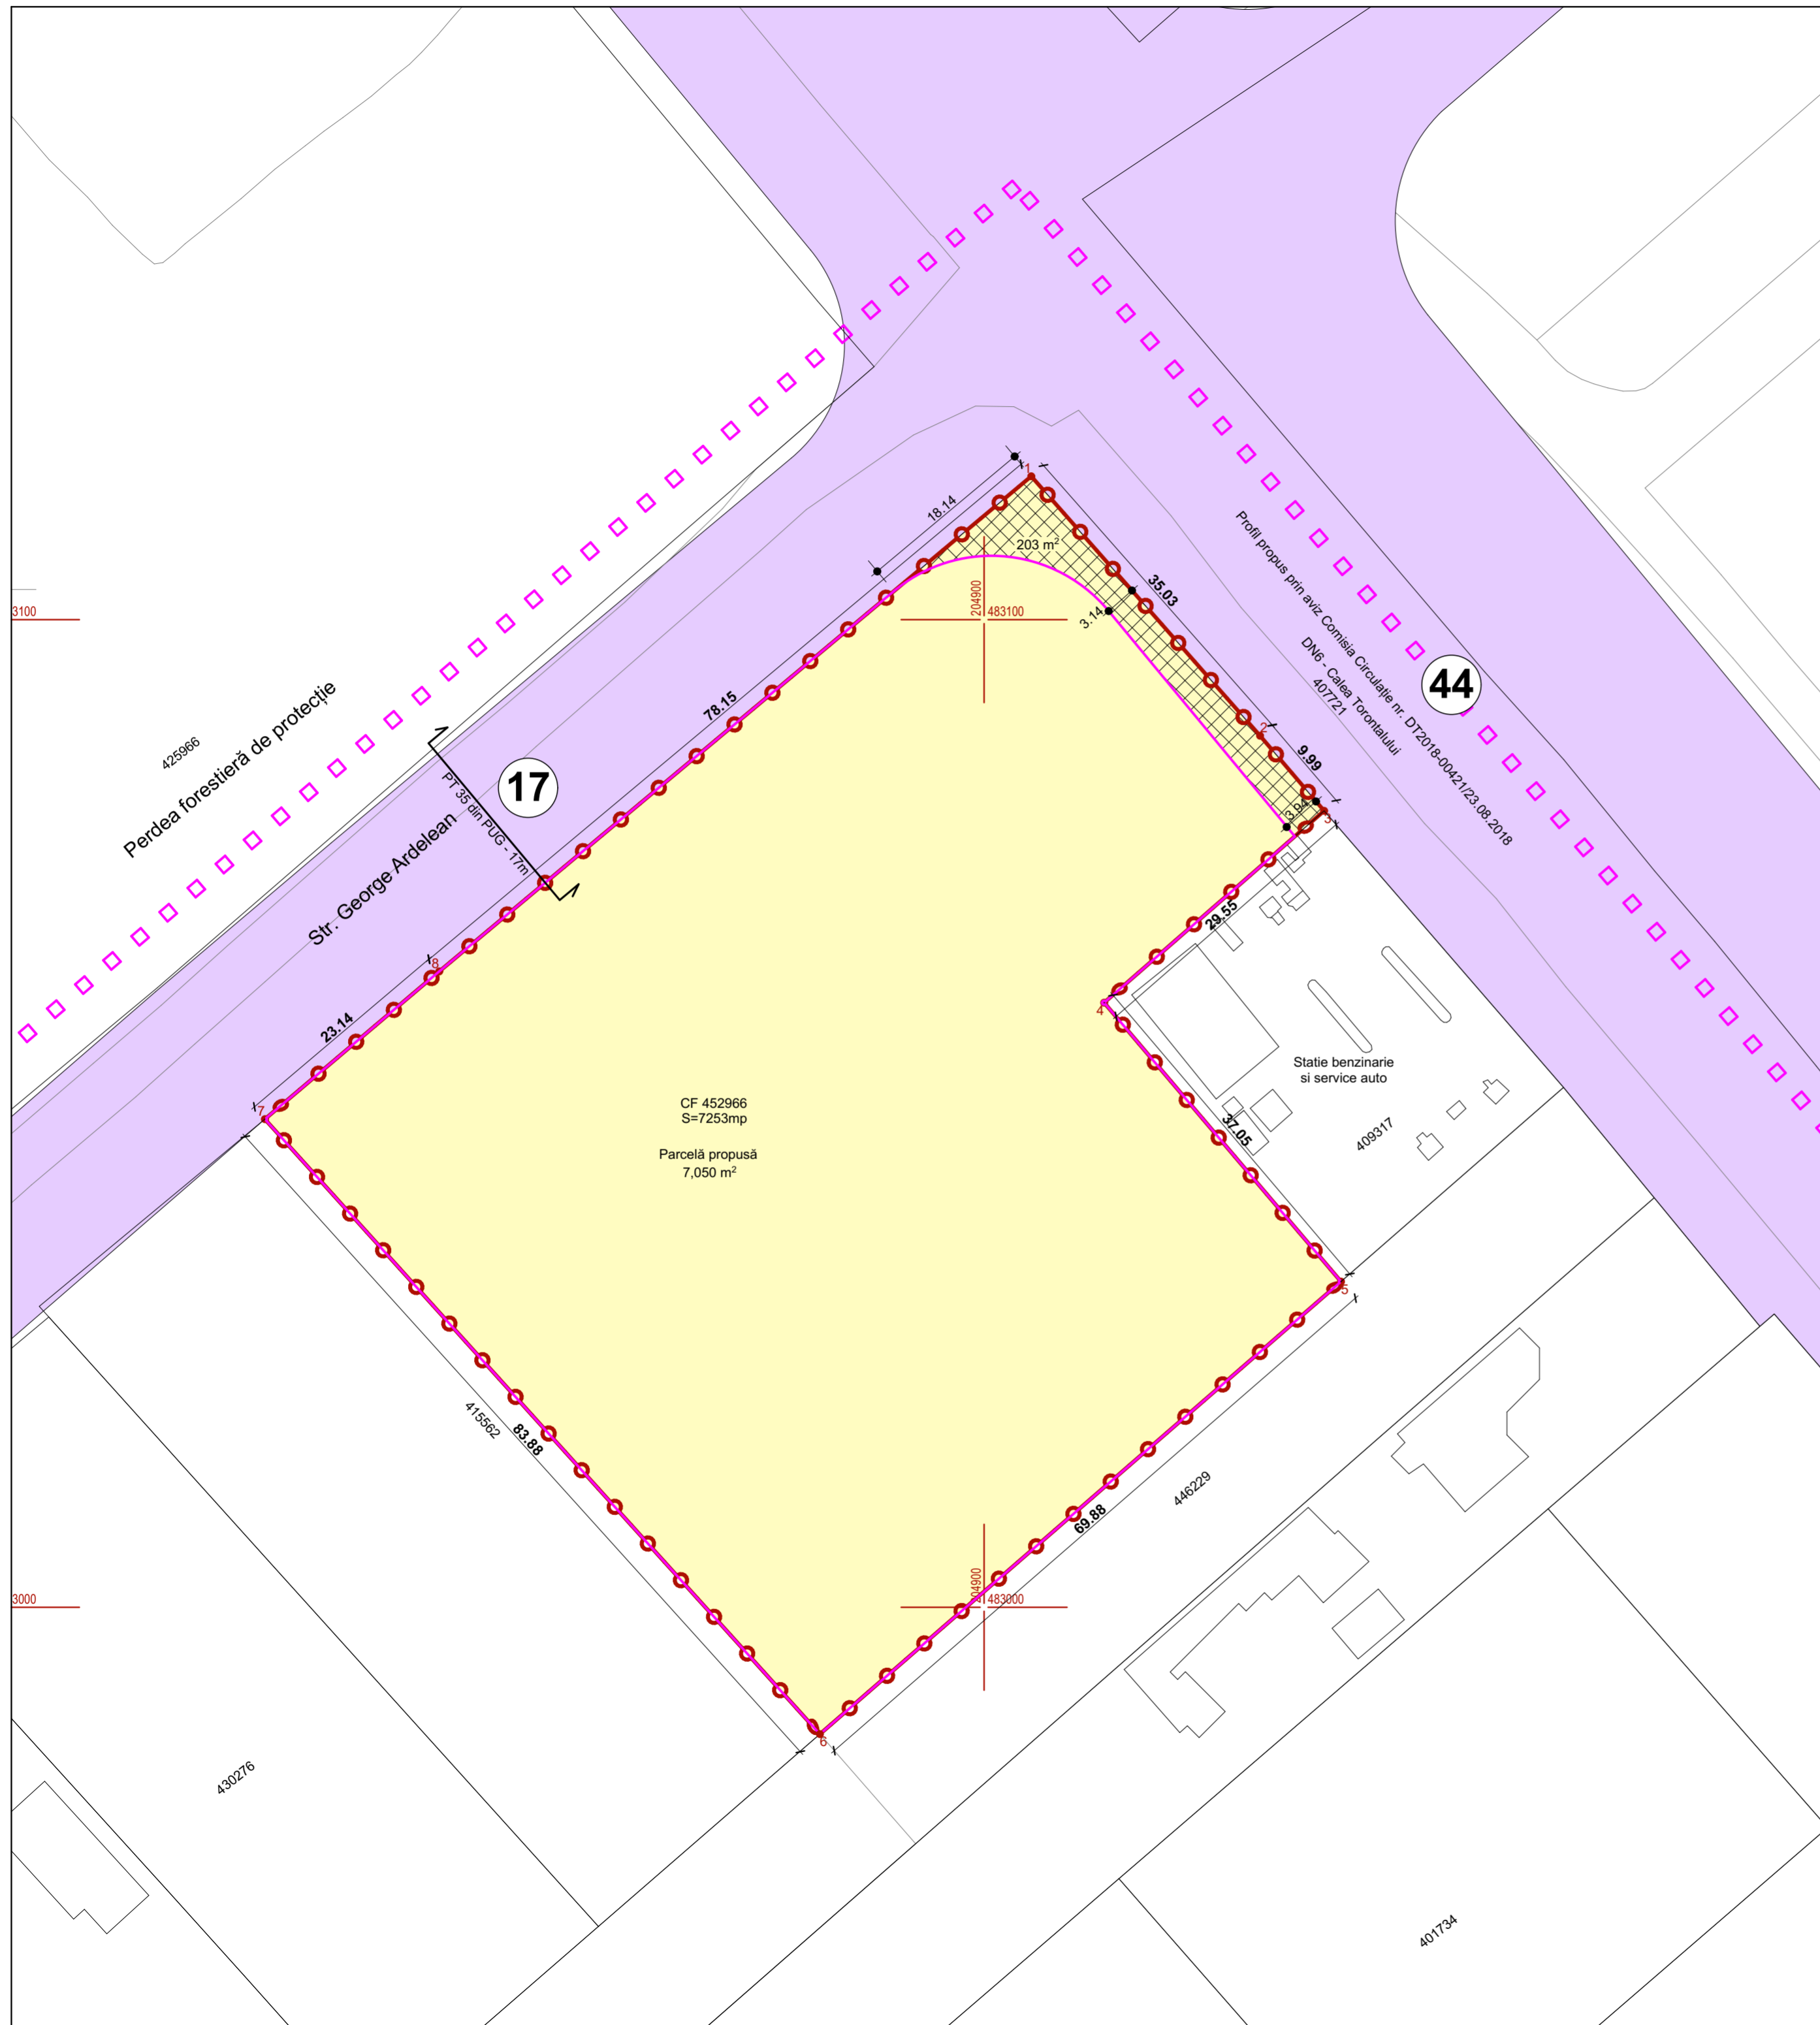 1
18.14
203 m²
35.03
204900
483100
3100
3.14
Profil propus prin aviz Comisia Circulație nr. DT2018-00421/23.08.2018
DN6 - Calea Torontalului
407721
44
2
9.99
3.94
3
78.15
425966
Perdea forestieră de protecție
17
PT 35 din PUG - 17m
Str. George Ardelean
8
29.55
4
23.14
7
Statie benzinarie
si service auto
CF 452966
S=7253mp
Parcelă propusă
7,050 m²
37.05
409317
5
415562
83.88
446229
69.88
204900
483000
3000
6
430276
401734